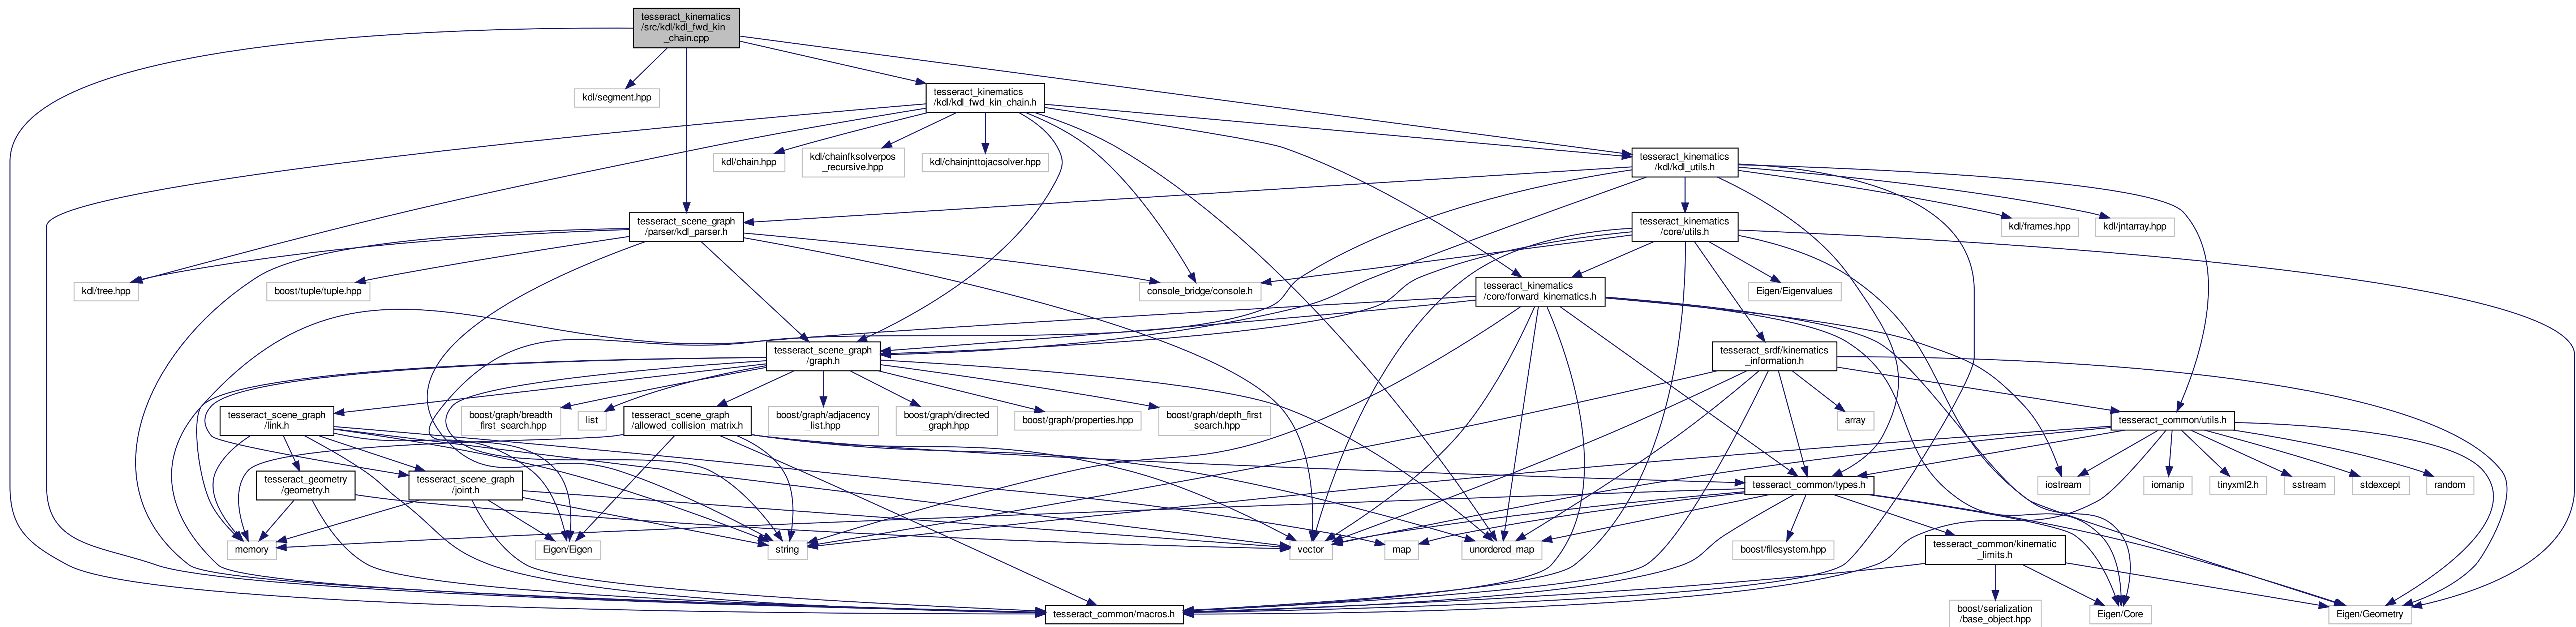 tesseract_kinematics
/src/kdl/kdl_fwd_kin
_chain.cpp
kdl/segment.hpp
tesseract_kinematics
/kdl/kdl_fwd_kin_chain.h
kdl/chain.hpp
kdl/chainfksolverpos
_recursive.hpp
kdl/chainjnttojacsolver.hpp
tesseract_kinematics
/kdl/kdl_utils.h
tesseract_scene_graph
/parser/kdl_parser.h
tesseract_kinematics
/core/utils.h
kdl/frames.hpp
kdl/jntarray.hpp
kdl/tree.hpp
boost/tuple/tuple.hpp
console_bridge/console.h
tesseract_kinematics
/core/forward_kinematics.h
Eigen/Eigenvalues
tesseract_scene_graph
/graph.h
tesseract_srdf/kinematics
_information.h
tesseract_scene_graph
/link.h
boost/graph/breadth
_first_search.hpp
list
tesseract_scene_graph
/allowed_collision_matrix.h
boost/graph/adjacency
_list.hpp
boost/graph/directed
_graph.hpp
boost/graph/properties.hpp
boost/graph/depth_first
_search.hpp
array
tesseract_common/utils.h
tesseract_geometry
/geometry.h
tesseract_scene_graph
/joint.h
tesseract_common/types.h
iostream
iomanip
tinyxml2.h
sstream
stdexcept
random
memory
Eigen/Eigen
string
vector
map
unordered_map
boost/filesystem.hpp
tesseract_common/kinematic
_limits.h
tesseract_common/macros.h
boost/serialization
/base_object.hpp
Eigen/Core
Eigen/Geometry